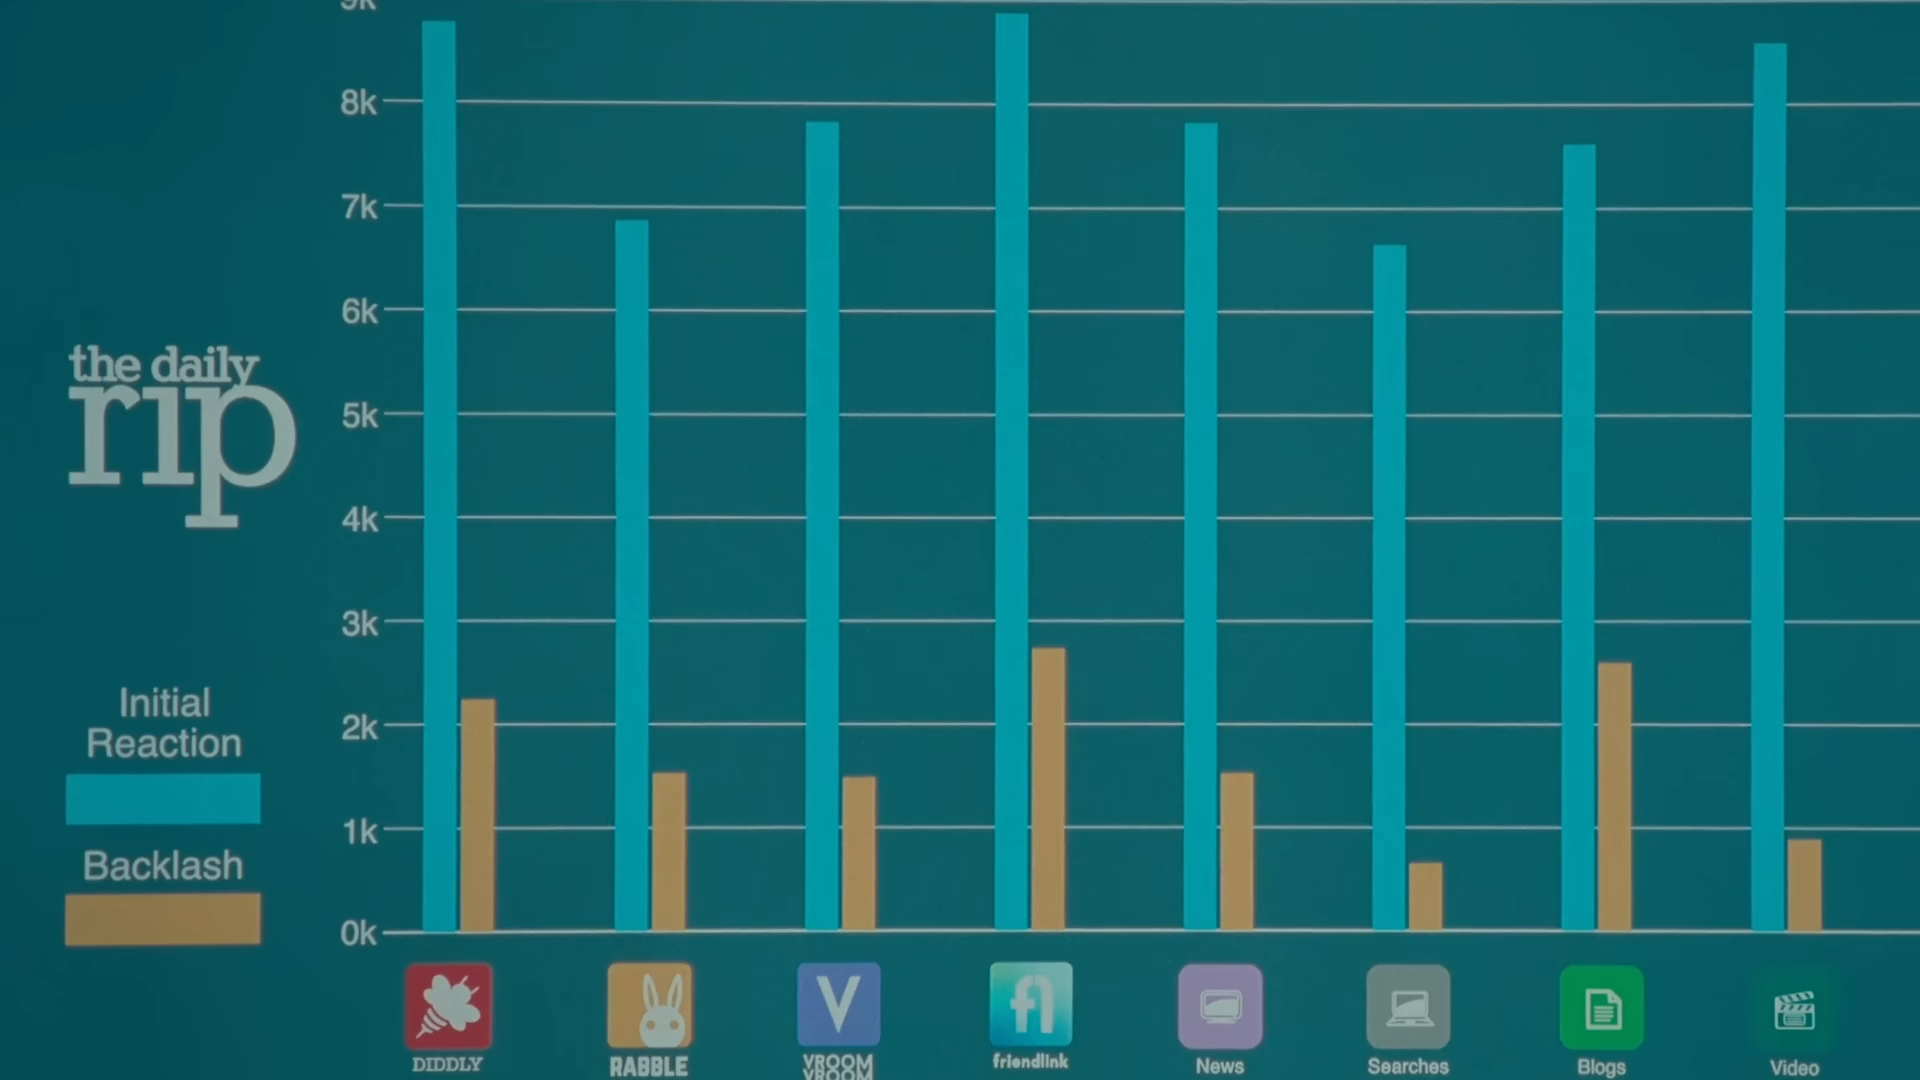 9k
8k
7k
6k
5k
4k
3k
2k
1k
0k
the daily
rip
Initial
Reaction
Backlash
DIDDLY
RABBLE
V
VROOM
VROOM
fl
friendlink
News
Searches
Blogs
Video